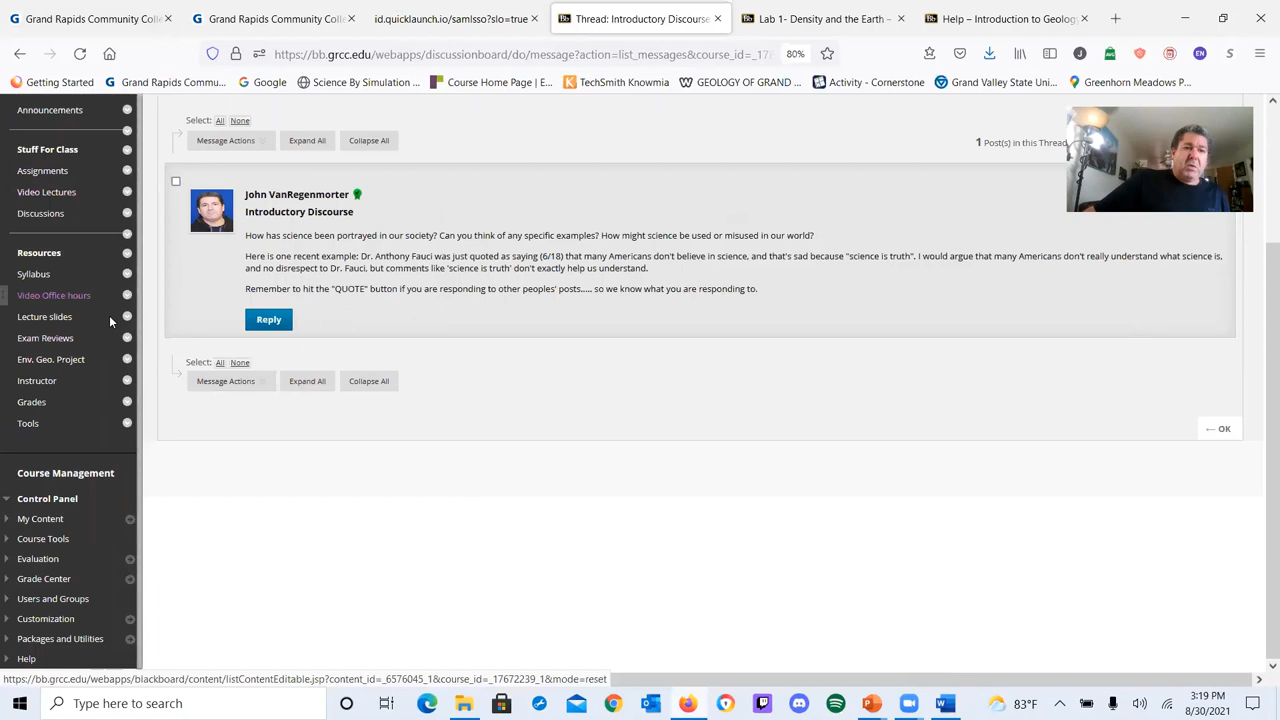 Grand Rapids Community Colle
Grand Rapids Community Colle
id.quicklaunch.io/samlsso?slo=true
Bb Thread: Introductory Discourse
Bb Lab 1- Density and the Earth –
Bb Help – Introduction to Geology
https://bb.grcc.edu/webapps/discussionboard/do/message?action=list_messages&course_id=_17
80%
Getting Started
Grand Rapids Commu...
Google
Science By Simulation ...
Course Home Page | E...
TechSmith Knowmia
GEOLOGY OF GRAND ...
Activity - Cornerstone
Grand Valley State Uni...
Greenhorn Meadows P...
Announcements
Stuff For Class
Assignments
Video Lectures
Discussions
Resources
Syllabus
Video Office hours
Lecture slides
Exam Reviews
Env. Geo. Project
Instructor
Grades
Tools
Course Management
Control Panel
My Content
Course Tools
Evaluation
Grade Center
Users and Groups
Customization
Packages and Utilities
Help
Select: All None
Message Actions
Expand All
Collapse All
1 Post(s) in this Thread
John VanRegenmorter
Introductory Discourse
How has science been portrayed in our society? Can you think of any specific examples? How might science be used or misused in our world?
Here is one recent example: Dr. Anthony Fauci was just quoted as saying (6/18) that many Americans don't believe in science, and that's sad because "science is truth". I would argue that many Americans don't really understand what science is,
and no disrespect to Dr. Fauci, but comments like 'science is truth' don't exactly help us understand.
Remember to hit the "QUOTE" button if you are responding to other peoples' posts..... so we know what you are responding to.
Reply
Select: All None
Message Actions
Expand All
Collapse All
← OK
https://bb.grcc.edu/webapps/blackboard/content/listContentEditable.jsp?content_id=_6576045_1&course_id=_17672239_1&mode=reset
Type here to search
83°F
3:19 PM
8/30/2021